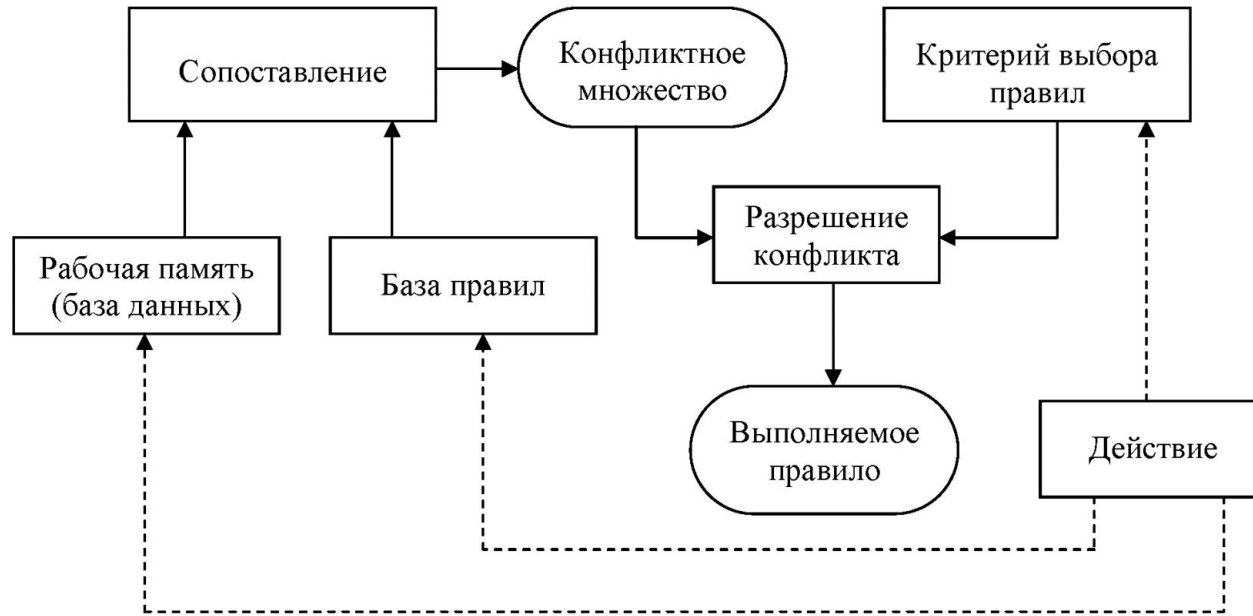 Сопоставление
Конфликтное
множество
Критерий выбора
правил
Разрешение
конфликта
Рабочая память
(база данных)
База правил
Выполняемое
правило
Действие